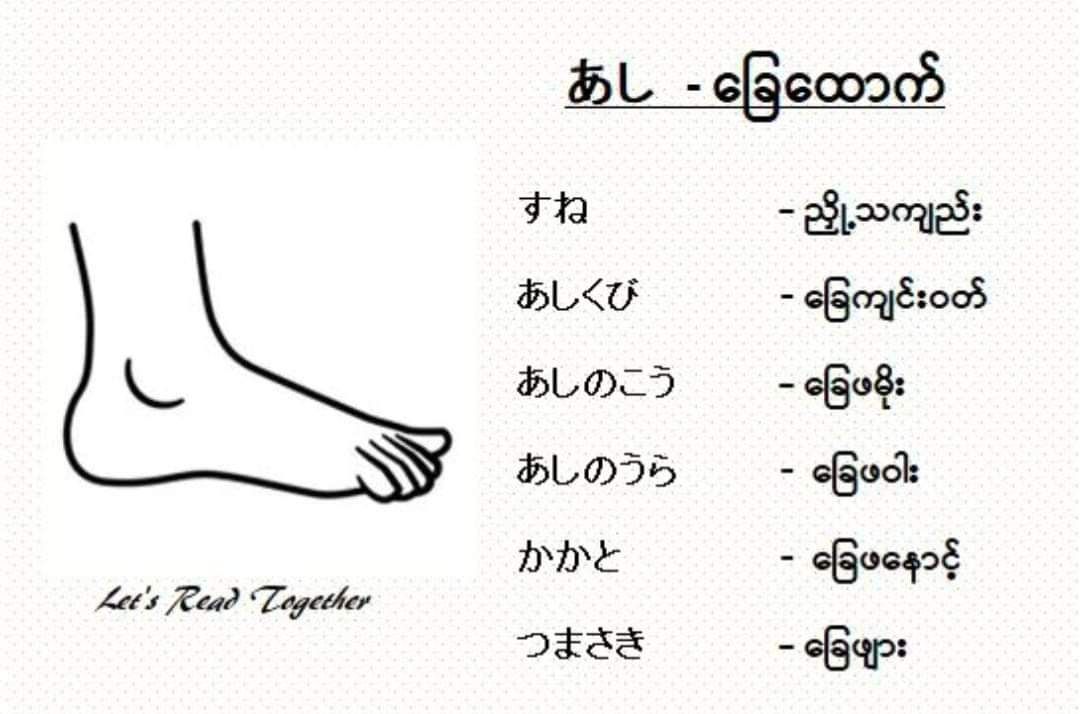 あし - ခြေထောက်
すね - ညှို့သကျည်း
あしくび - ခြေကျင်းဝတ်
あしのこう - ခြေဖမိုး
あしのうら - ခြေဖဝါး
かかと - ခြေဖနောင့်
つまさき - ခြေဖျား
Let's Read Together